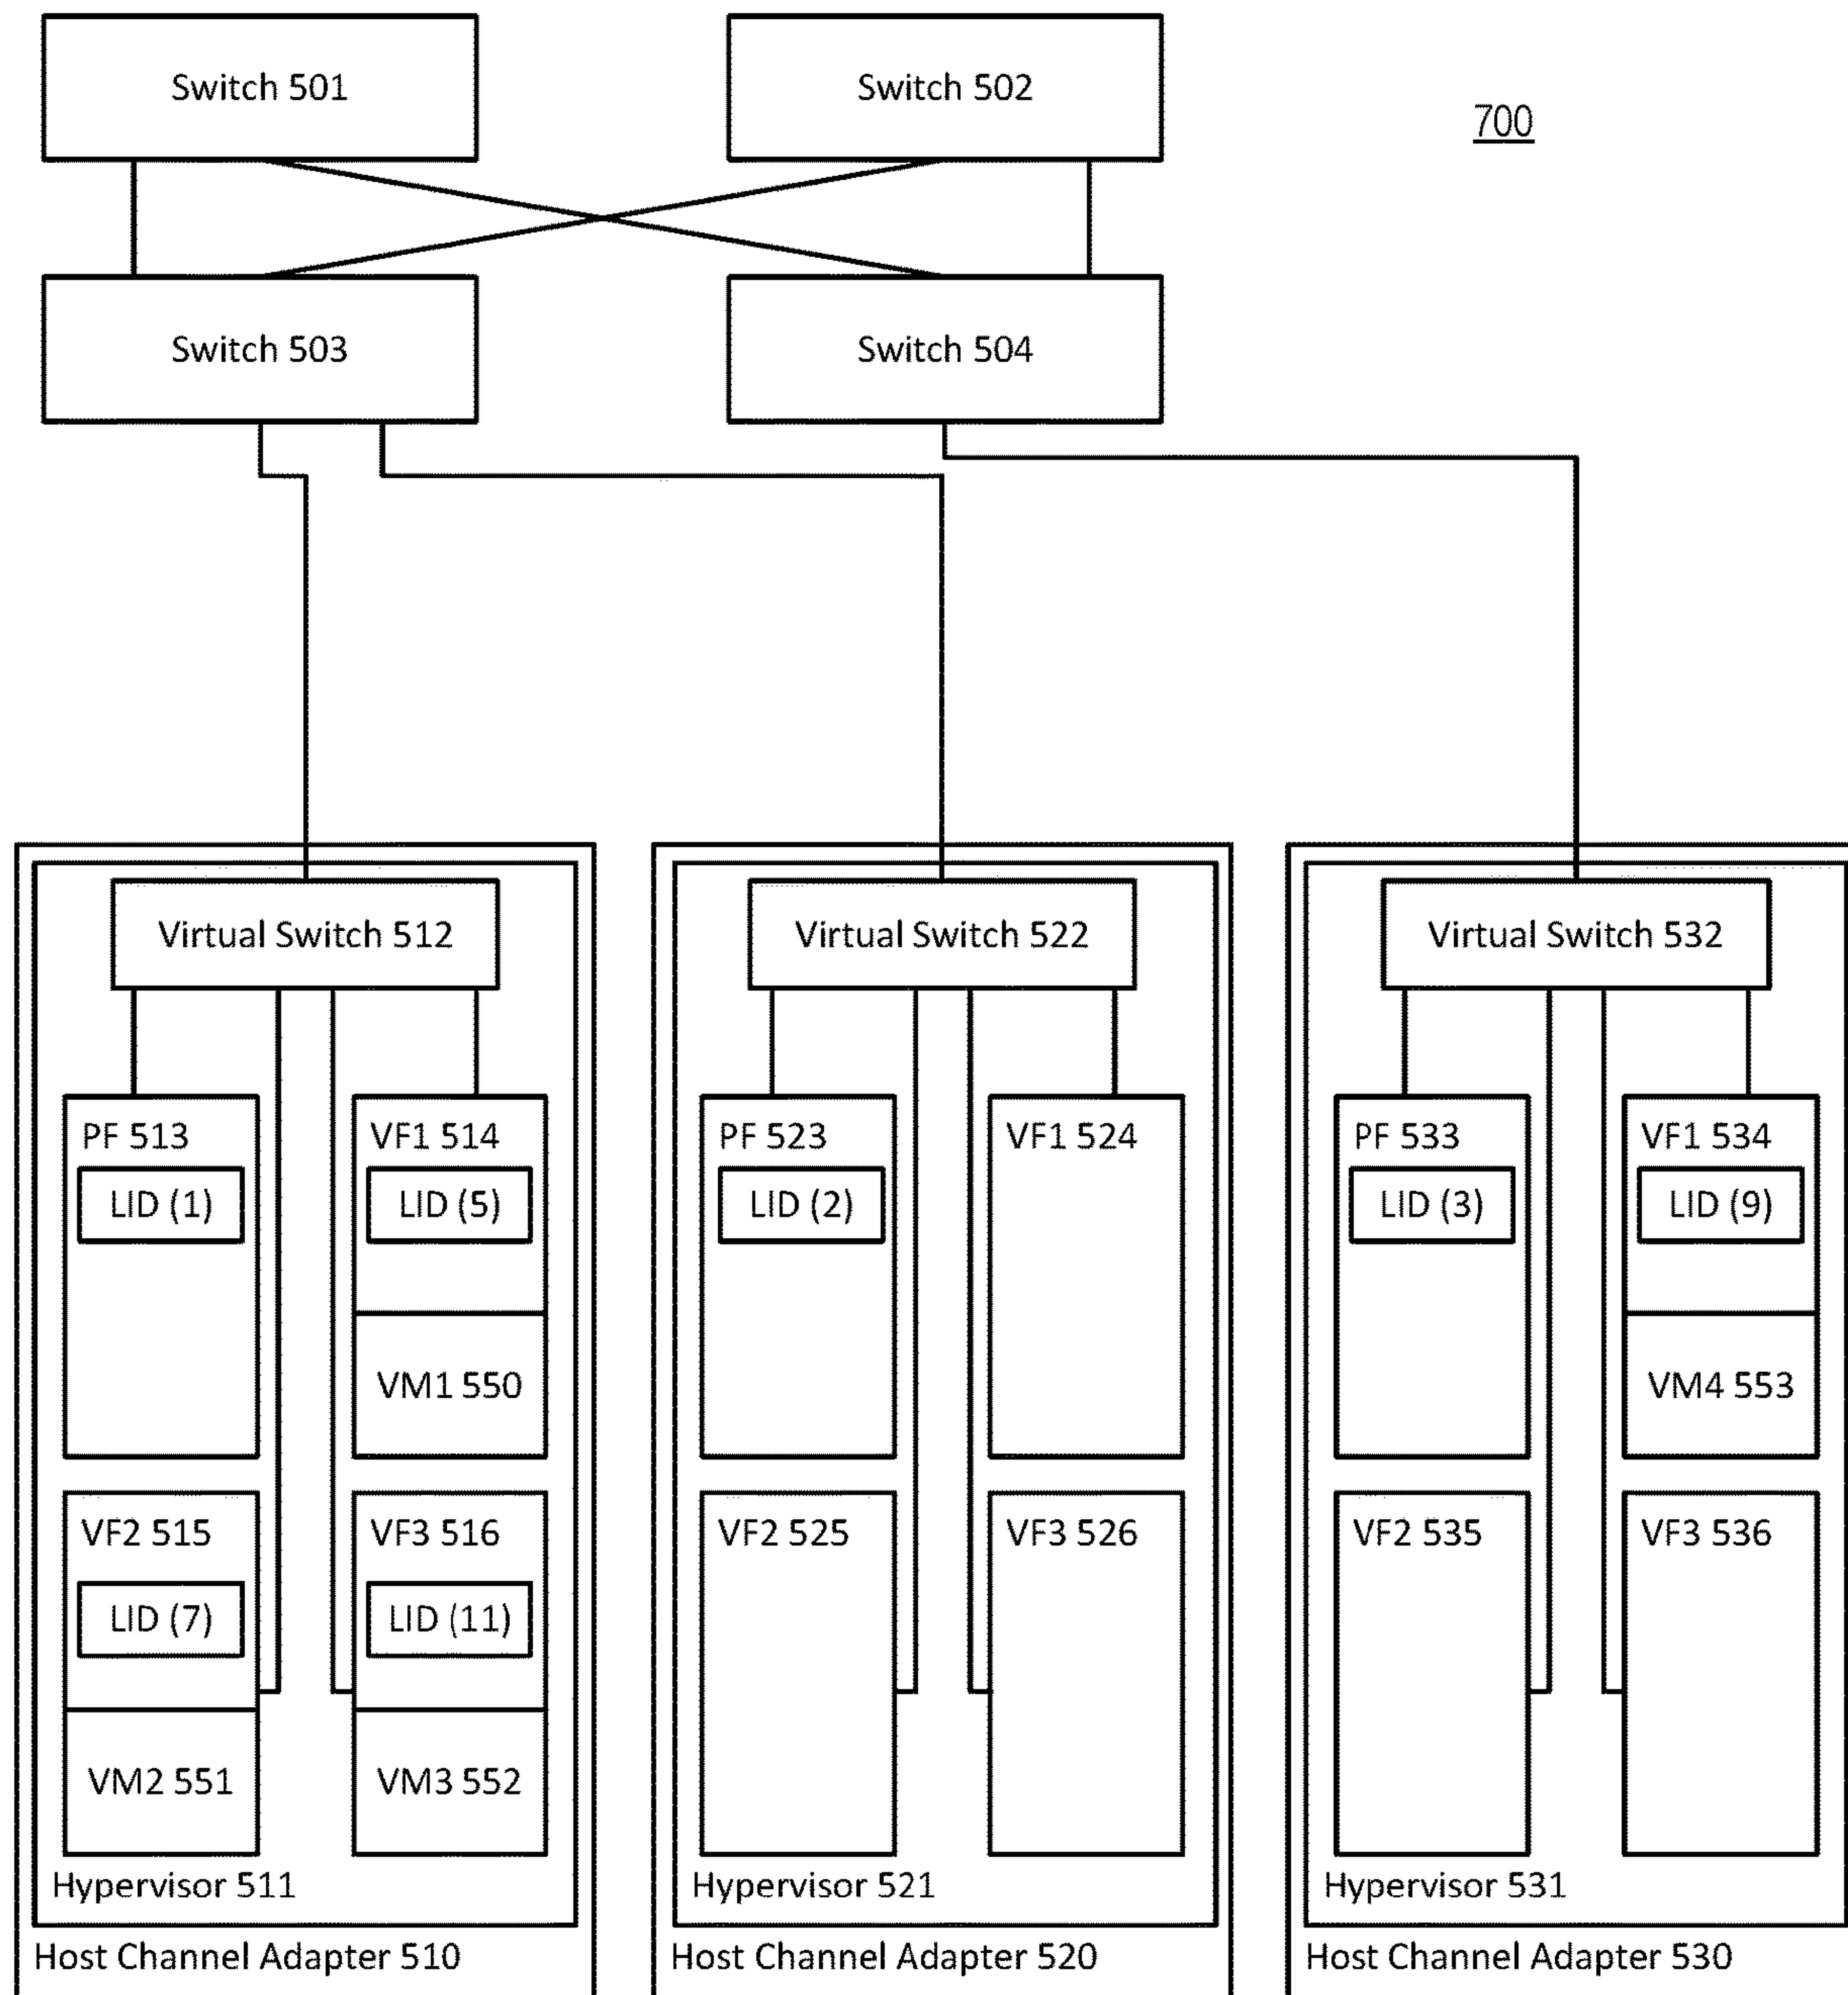 Switch 501
Switch 502
700
Switch 503
Switch 504
Virtual Switch 512
Virtual Switch 522
Virtual Switch 532
PF 513
LID (1)
VF1 514
LID (5)
VM1 550
VF2 515
LID (7)
VM2 551
VF3 516
LID (11)
VM3 552
Hypervisor 511
Host Channel Adapter 510
PF 523
LID (2)
VF1 524
VF2 525
VF3 526
Hypervisor 521
Host Channel Adapter 520
PF 533
LID (3)
VF1 534
LID (9)
VM4 553
VF2 535
VF3 536
Hypervisor 531
Host Channel Adapter 530